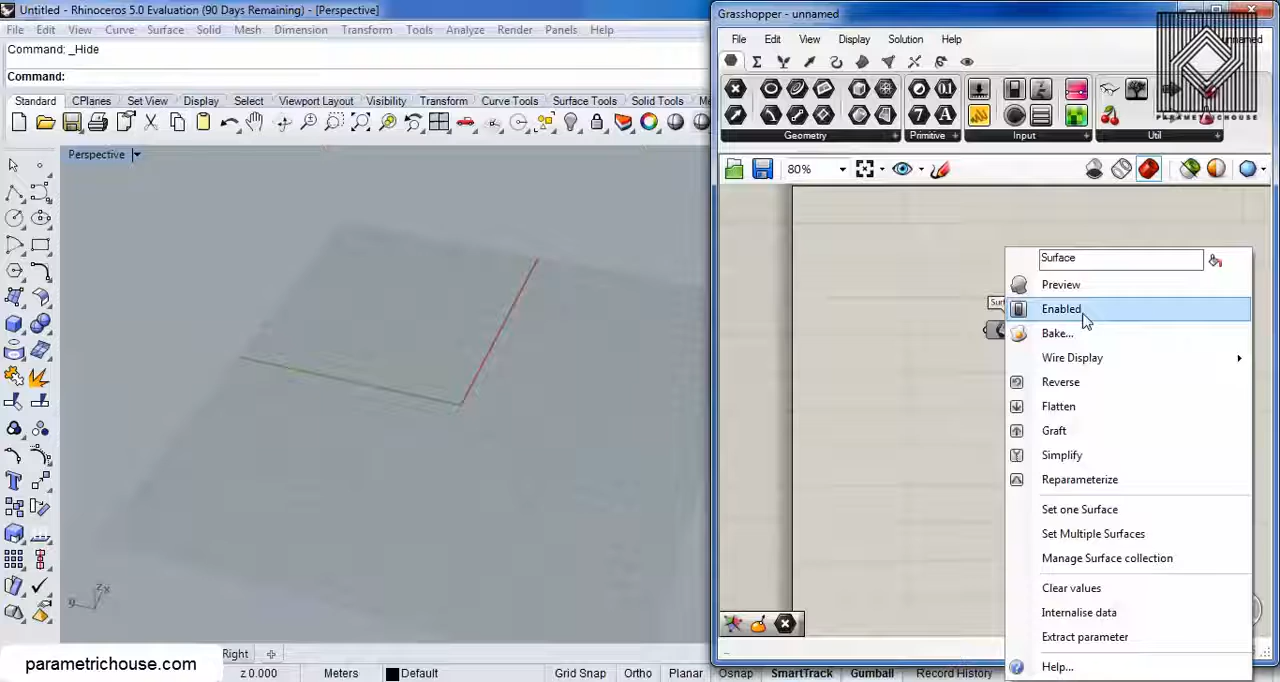 Untitled - Rhinoceros 5.0 Evaluation (90 Days Remaining) - [Perspective]
File Edit View Curve Surface Solid Mesh Dimension Transform Tools Analyze Render Panels Help
Command: _Hide
Command:
Standard CPlanes Set View Display Select Viewport Layout Visibility Transform Curve Tools Surface Tools Solid Tools
Perspective
z x
y
Right
parametrichouse.com
z 0.000 Meters Default Grid Snap Ortho Planar Osnap SmartTrack Gumball Record History
Grasshopper - unnamed
File Edit View Display Solution Help
unnamed
PARAMETRICHOUSE
Geometry Primitive Input Util
80%
Surface
Preview
Enabled
Bake...
Wire Display
Reverse
Flatten
Graft
Simplify
Reparameterize
Set one Surface
Set Multiple Surfaces
Manage Surface collection
Clear values
Internalise data
Extract parameter
Help...